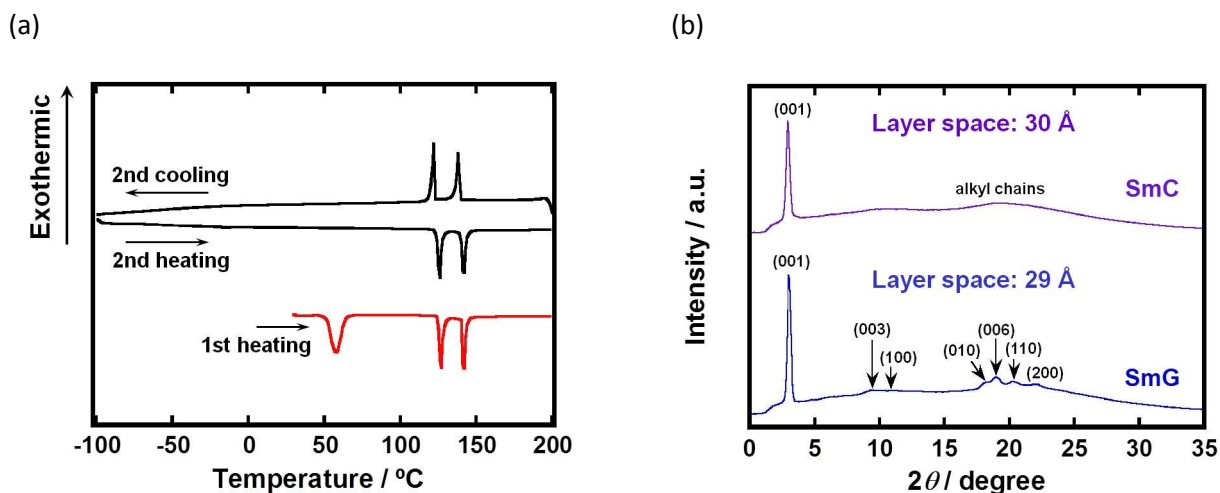 (a)
Exothermic
2nd cooling
2nd heating
1st heating
-100 -50 0 50 100 150 200
Temperature / ºC
(b)
Intensity / a.u.
(001)
Layer space: 30 Å
alkyl chains
SmC
(001)
Layer space: 29 Å
(003)
(100)
(010)
(006)
(110)
(200)
SmG
0 5 10 15 20 25 30 35
2θ / degree